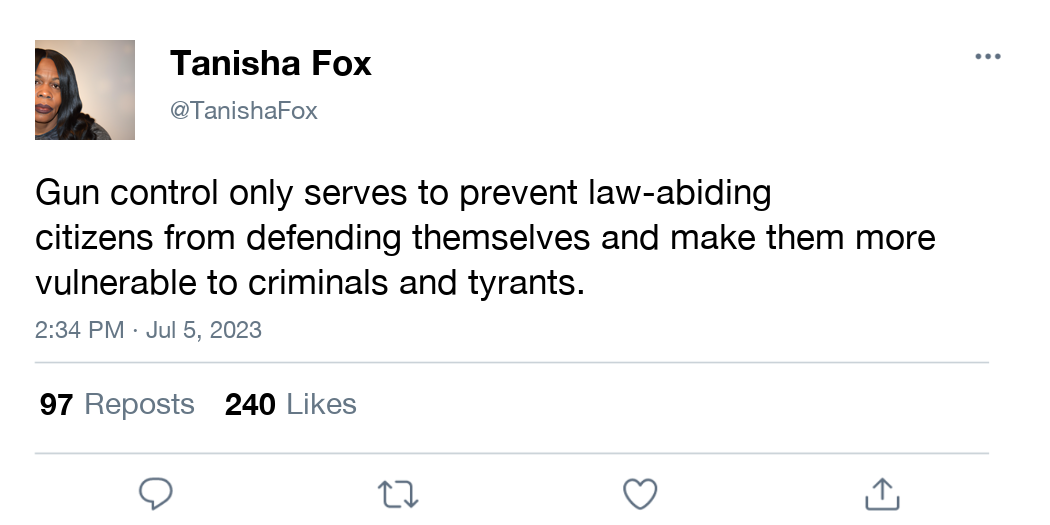 Tanisha Fox
@TanishaFox
Gun control only serves to prevent law-abiding
citizens from defending themselves and make them more
vulnerable to criminals and tyrants.
2:34 PM · Jul 5, 2023
97 Reposts 240 Likes